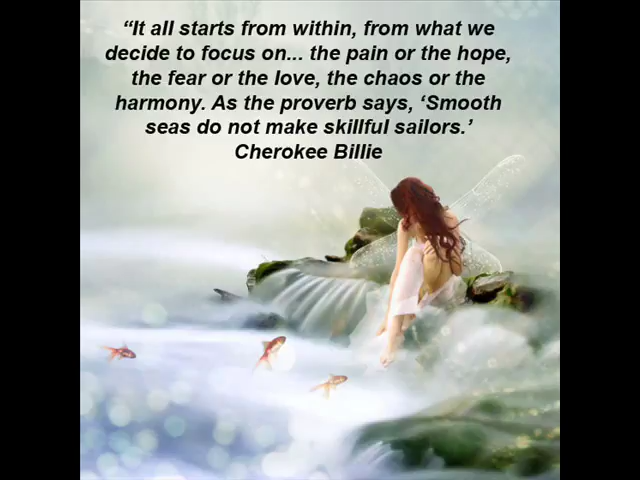 “It all starts from within, from what we
decide to focus on... the pain or the hope,
the fear or the love, the chaos or the
harmony. As the proverb says, ‘Smooth
seas do not make skillful sailors.’
Cherokee Billie